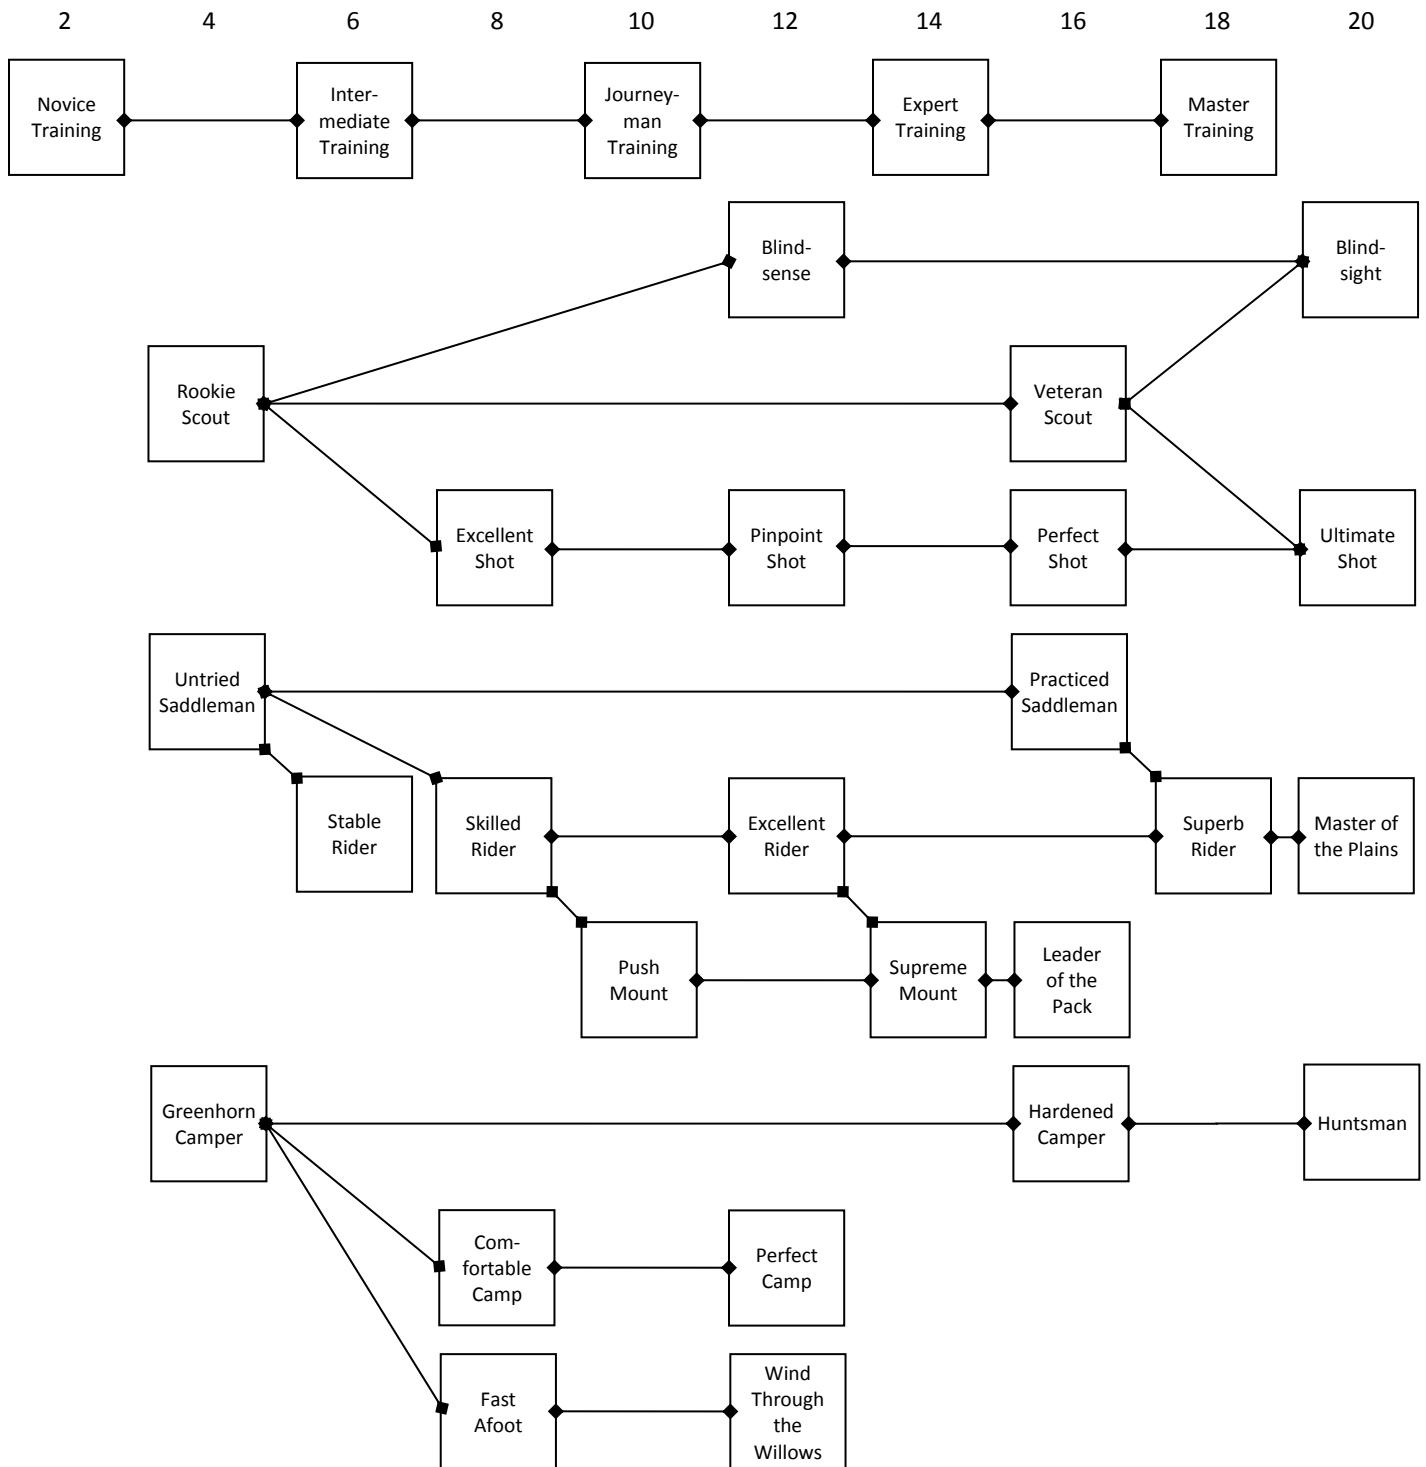 2 4 6 8 10 12 14 16 18 20
Novice
Training
Inter-
mediate
Training
Journey-
man
Training
Expert
Training
Master
Training
Blind-
sense
Blind-
sight
Rookie
Scout
Veteran
Scout
Excellent
Shot
Pinpoint
Shot
Perfect
Shot
Ultimate
Shot
Untried
Saddleman
Practiced
Saddleman
Stable
Rider
Skilled
Rider
Excellent
Rider
Superb
Rider
Master of
the Plains
Push
Mount
Supreme
Mount
Leader
of the
Pack
Greenhorn
Camper
Hardened
Camper
Huntsman
Com-
fortable
Camp
Perfect
Camp
Fast
Afoot
Wind
Through
the
Willows